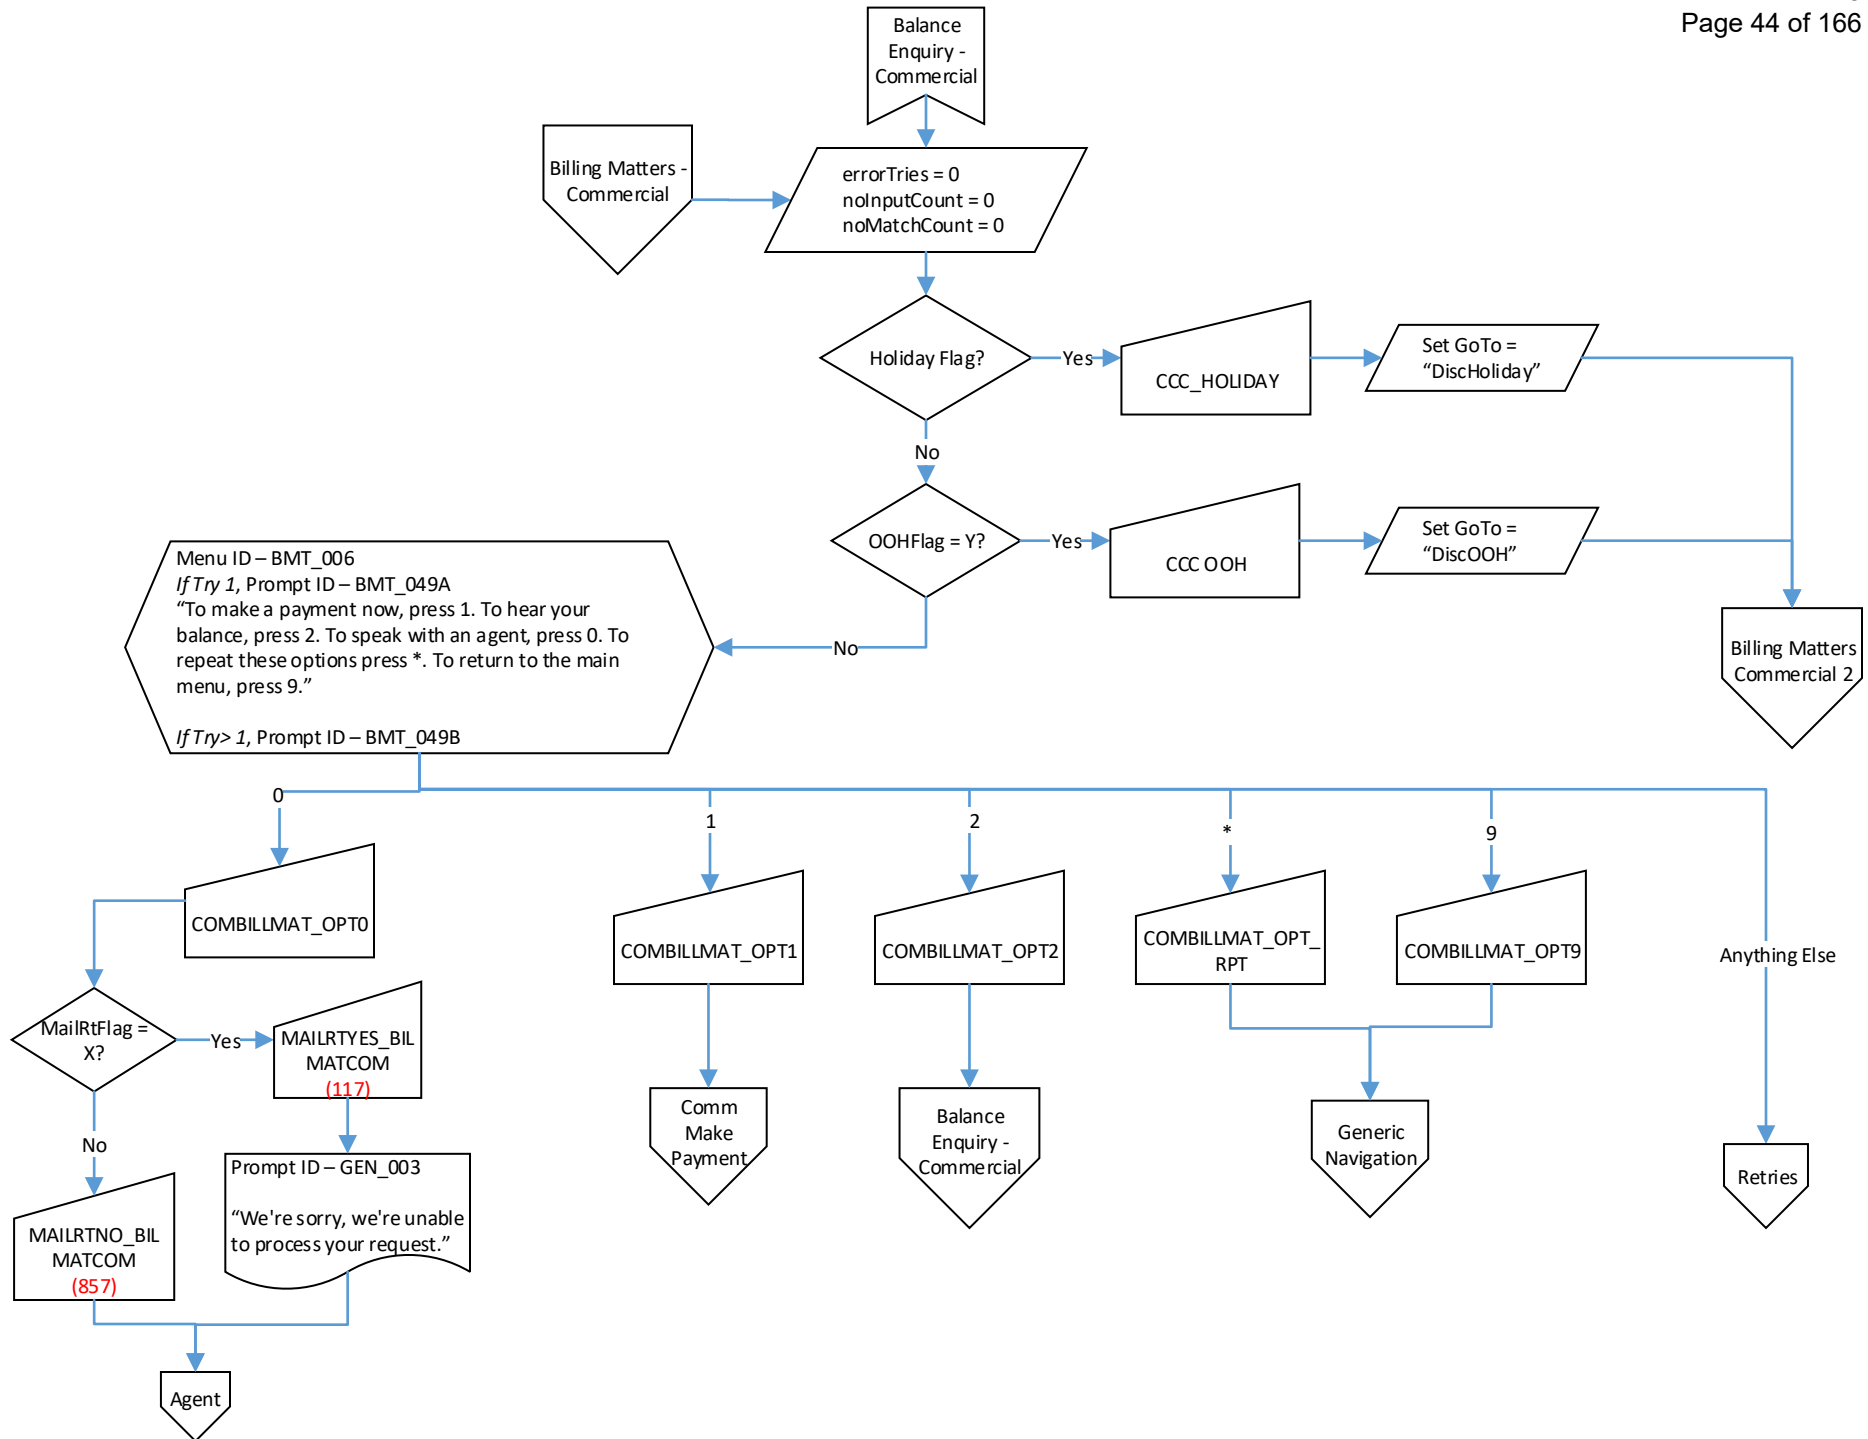 Page 44 of 166
Balance
Enquiry -
Commercial
Billing Matters -
Commercial
errorTries = 0
noInputCount = 0
noMatchCount = 0
Holiday Flag?
Yes
CCC_HOLIDAY
Set GoTo =
“DiscHoliday”
No
OOHFlag = Y?
Yes
CCC OOH
Set GoTo =
“DiscOOH”
No
Billing Matters
Commercial 2
Menu ID – BMT_006
If Try 1, Prompt ID – BMT_049A
“To make a payment now, press 1. To hear your
balance, press 2. To speak with an agent, press 0. To
repeat these options press *. To return to the main
menu, press 9.”
If Try> 1, Prompt ID – BMT_049B
0
1
2
*
9
Anything Else
COMBILLMAT_OPT0
COMBILLMAT_OPT1
COMBILLMAT_OPT2
COMBILLMAT_OPT_
RPT
COMBILLMAT_OPT9
MailRtFlag =
X?
Yes
MAILRTYES_BIL
MATCOM
(117)
No
MAILRTNO_BIL
MATCOM
(857)
Prompt ID – GEN_003
“We're sorry, we're unable
to process your request.”
Comm
Make
Payment
Balance
Enquiry -
Commercial
Generic
Navigation
Retries
Agent